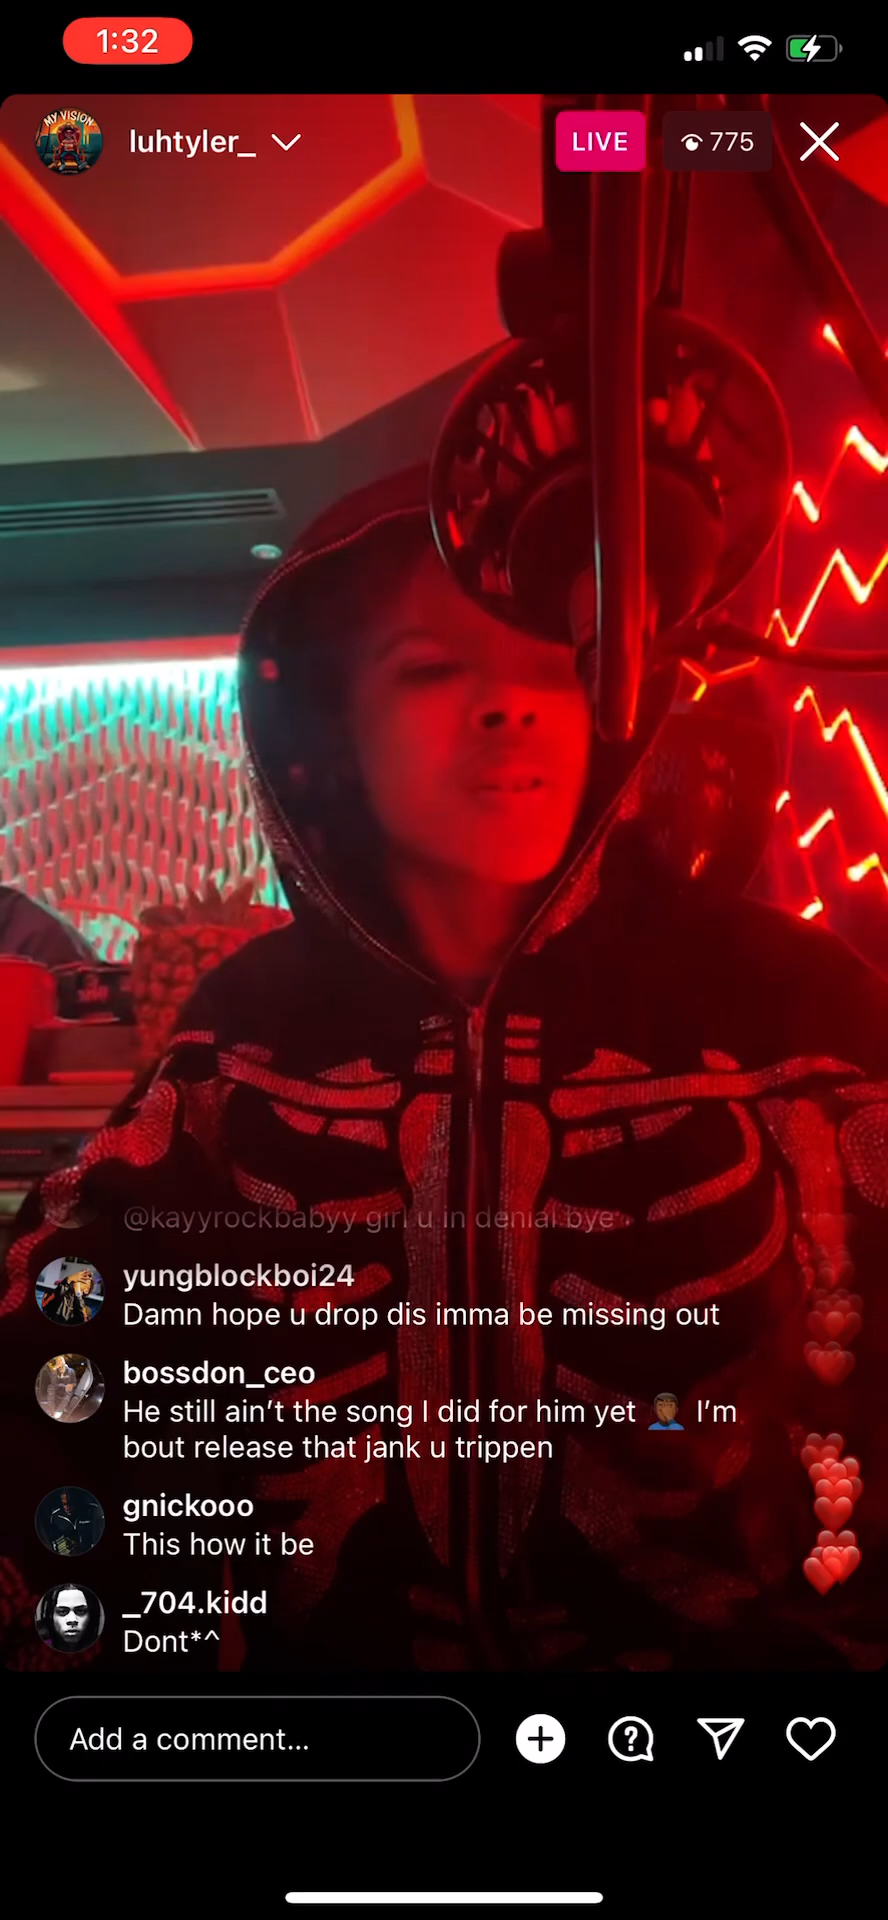 1:32
MY VISION
luhtyler_
LIVE
775
@kayyrockbabyy girl u in denial bye
yungblockboi24
Damn hope u drop dis imma be missing out
bossdon_ceo
He still ain’t the song I did for him yet 🤦🏾‍♂️ I’m
bout release that jank u trippen
gnickooo
This how it be
_704.kidd
Dont*^
Add a comment...